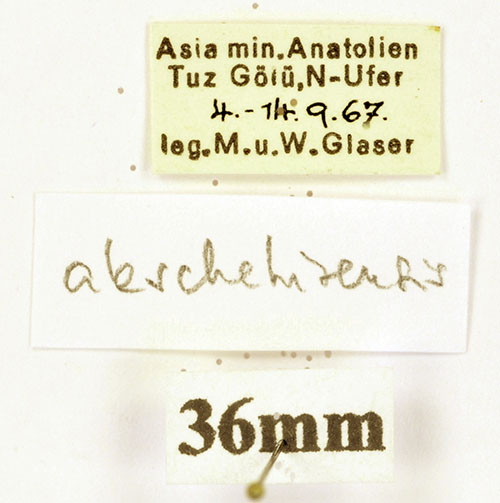 Asia min.Anatolien
Tuz Gölü,N-Ufer
4.-14.9.67.
leg.M.u.W.Glaser
akschehirensis
36mm